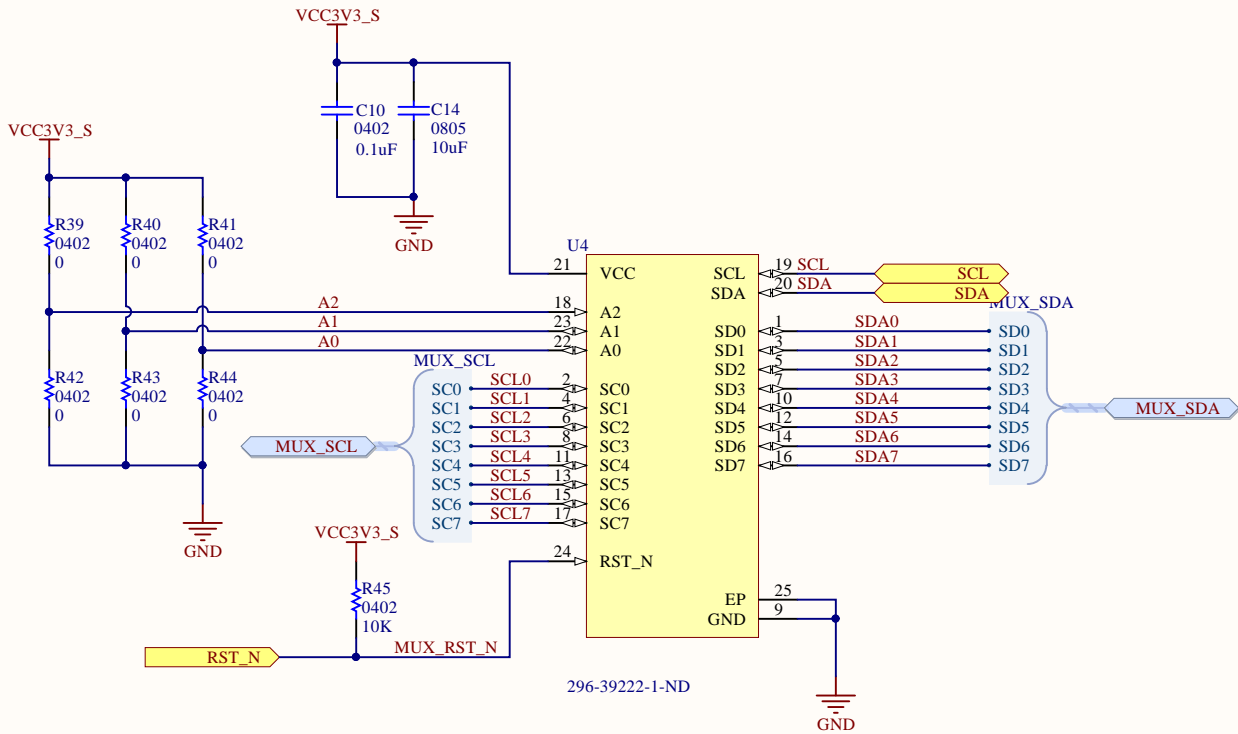 VCC3V3_S
C10
0402
0.1uF
C14
0805
10uF
GND
VCC3V3_S
R39
0402
0
R40
0402
0
R41
0402
0
A2
A1
A0
R42
0402
0
R43
0402
0
R44
0402
0
GND
U4
21 VCC
18 A2
23 A1
22 A0
MUX_SCL
MUX_SCL
SC0 SCL0 2 SC0
SC1 SCL1 4 SC1
SC2 SCL2 6 SC2
SC3 SCL3 8 SC3
SC4 SCL4 11 SC4
SC5 SCL5 13 SC5
SC6 SCL6 15 SC6
SC7 SCL7 17 SC7
24 RST_N
SCL 19 SCL SCL
SDA 20 SDA SDA
MUX_SDA
SD0 1 SDA0 SD0
SD1 3 SDA1 SD1
SD2 5 SDA2 SD2
SD3 7 SDA3 SD3
SD4 10 SDA4 SD4
SD5 12 SDA5 SD5
SD6 14 SDA6 SD6
SD7 16 SDA7 SD7
MUX_SDA
EP 25
GND 9
GND
VCC3V3_S
R45
0402
10K
RST_N
MUX_RST_N
296-39222-1-ND